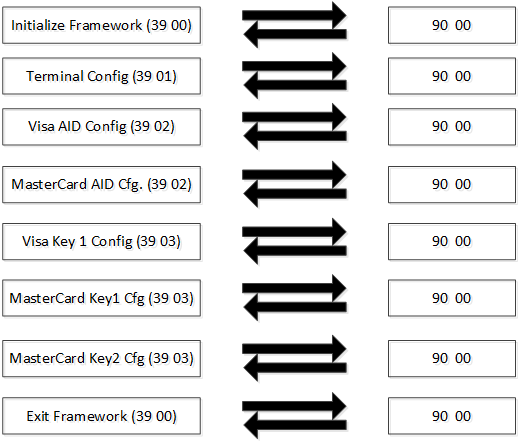 Initialize Framework (39 00)
90 00
Terminal Config (39 01)
90 00
Visa AID Config (39 02)
90 00
MasterCard AID Cfg. (39 02)
90 00
Visa Key 1 Config (39 03)
90 00
MasterCard Key1 Cfg (39 03)
90 00
MasterCard Key2 Cfg (39 03)
90 00
Exit Framework (39 00)
90 00